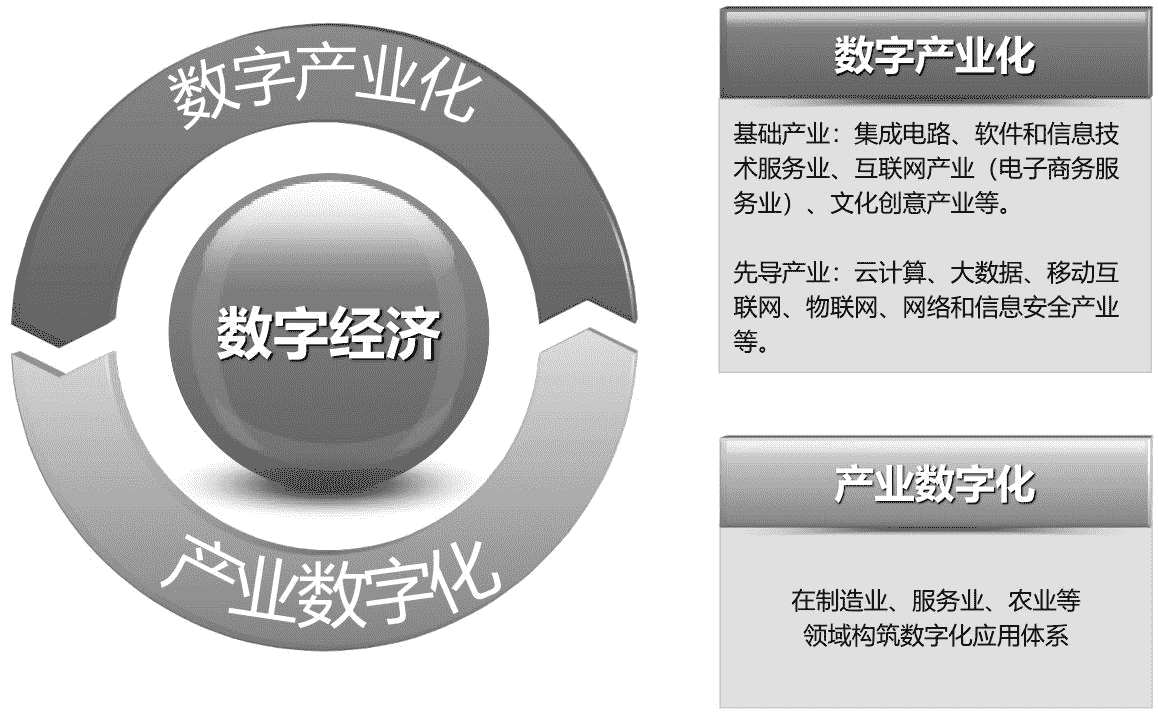 数字产业化
数字经济
产业数字化
数字产业化
基础产业：集成电路、软件和信息技
术服务业、互联网产业（电子商务服
务业）、文化创意产业等。
先导产业：云计算、大数据、移动互
联网、物联网、网络和信息安全产业
等。
产业数字化
在制造业、服务业、农业等
领域构筑数字化应用体系